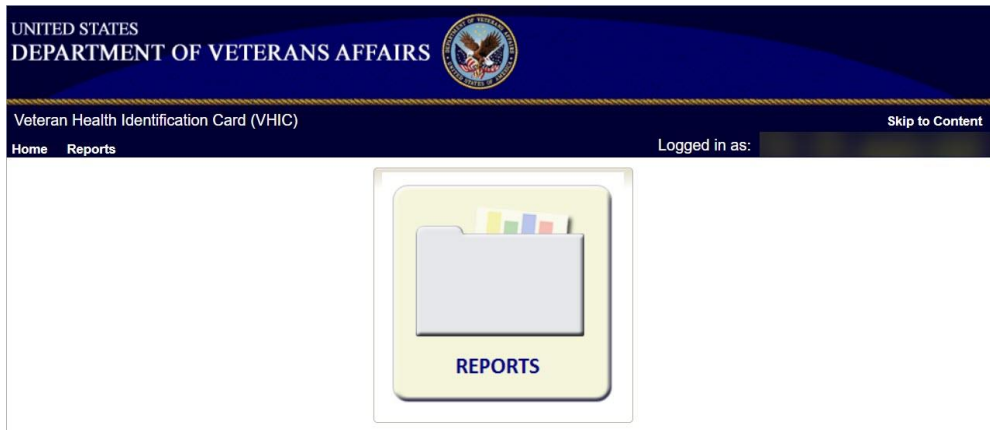 UNITED STATES
DEPARTMENT OF VETERANS AFFAIRS
Veteran Health Identification Card (VHIC)
Skip to Content
Home Reports
Logged in as:
REPORTS